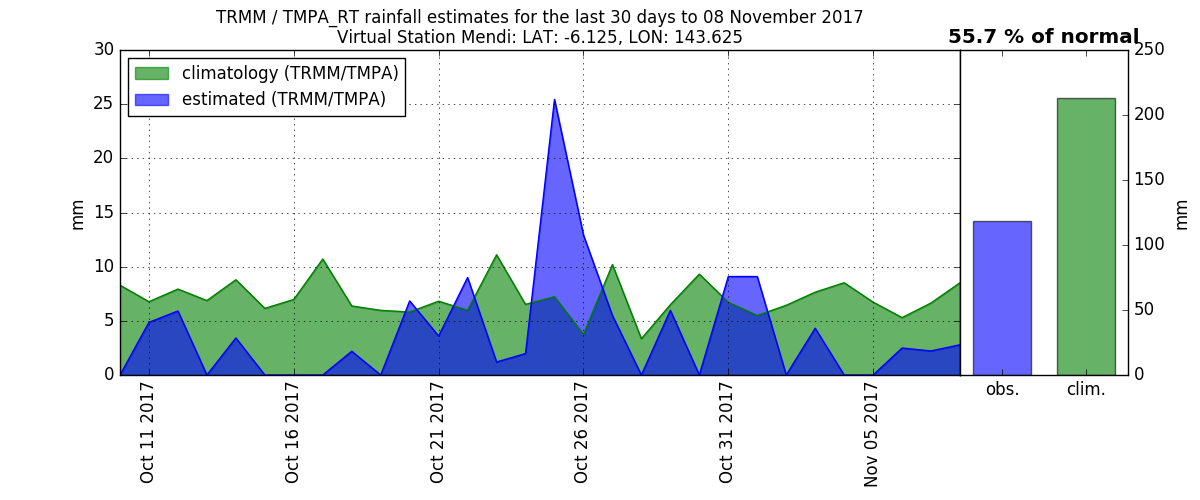 TRMM / TMPA_RT rainfall estimates for the last 30 days to 08 November 2017
Virtual Station Mendi: LAT: -6.125, LON: 143.625
55.7 % of normal
climatology (TRMM/TMPA)
estimated (TRMM/TMPA)
30
25
20
15
10
5
0
mm
Oct 11 2017
Oct 16 2017
Oct 21 2017
Oct 26 2017
Oct 31 2017
Nov 05 2017
obs.
clim.
250
200
150
100
50
0
mm